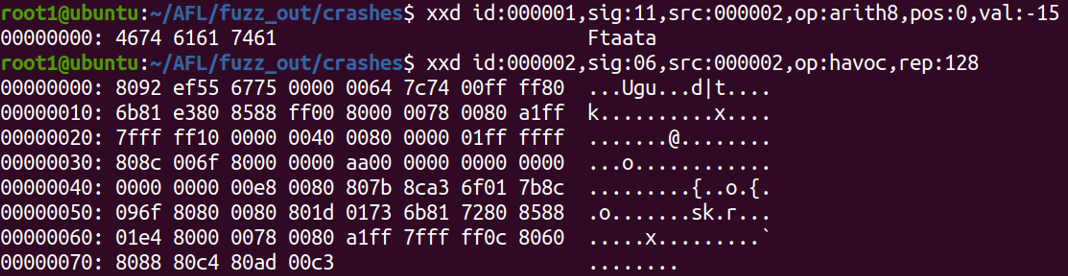 root1@ubuntu:~/AFL/fuzz_out/crashes$ xxd id:000001,sig:11,src:000002,op:arith8,pos:0,val:-15
00000000: 4674 6161 7461                           Ftaata
root1@ubuntu:~/AFL/fuzz_out/crashes$ xxd id:000002,sig:06,src:000002,op:havoc,rep:128
00000000: 8092 ef55 6775 0000 0064 7c74 00ff ff80  ...Ugu...d|t....
00000010: 6b81 e380 8588 ff00 8000 0078 0080 a1ff  k..........x....
00000020: 7fff ff10 0000 0040 0080 0000 01ff ffff  .......@........
00000030: 808c 006f 8000 0000 aa00 0000 0000 0000  ...o............
00000040: 0000 0000 00e8 0080 807b 8ca3 6f01 7b8c  .........{..o.{.
00000050: 096f 8080 0080 801d 0173 6b81 7280 8588  .o.......sk.r...
00000060: 01e4 8000 0078 0080 a1ff 7fff ff0c 8060  .....x.........`
00000070: 8088 80c4 80ad 00c3                      ........